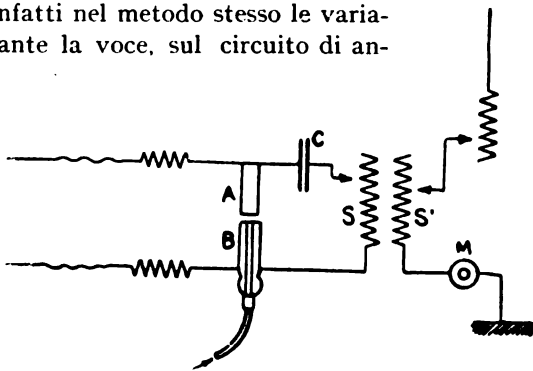 nfatti nel metodo stesso le varia-
ante la voce, sul circuito di an-
C
A
B
S
S'
M